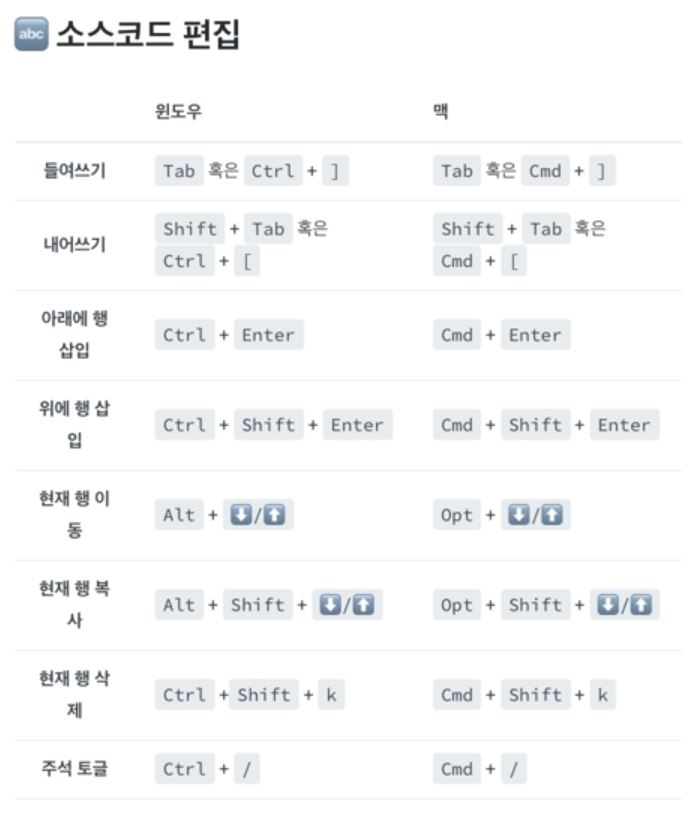 🔤 소스코드 편집
윈도우 맥
들여쓰기 Tab 혹은 Ctrl + ] Tab 혹은 Cmd + ]
내어쓰기 Shift + Tab 혹은 Ctrl + [ Shift + Tab 혹은 Cmd + [
아래에 행 삽입 Ctrl + Enter Cmd + Enter
위에 행 삽입 Ctrl + Shift + Enter Cmd + Shift + Enter
현재 행 이동 Alt + ⬇️/⬆️ Opt + ⬇️/⬆️
현재 행 복사 Alt + Shift + ⬇️/⬆️ Opt + Shift + ⬇️/⬆️
현재 행 삭제 Ctrl +Shift + k Cmd + Shift + k
주석 토글 Ctrl + / Cmd + /